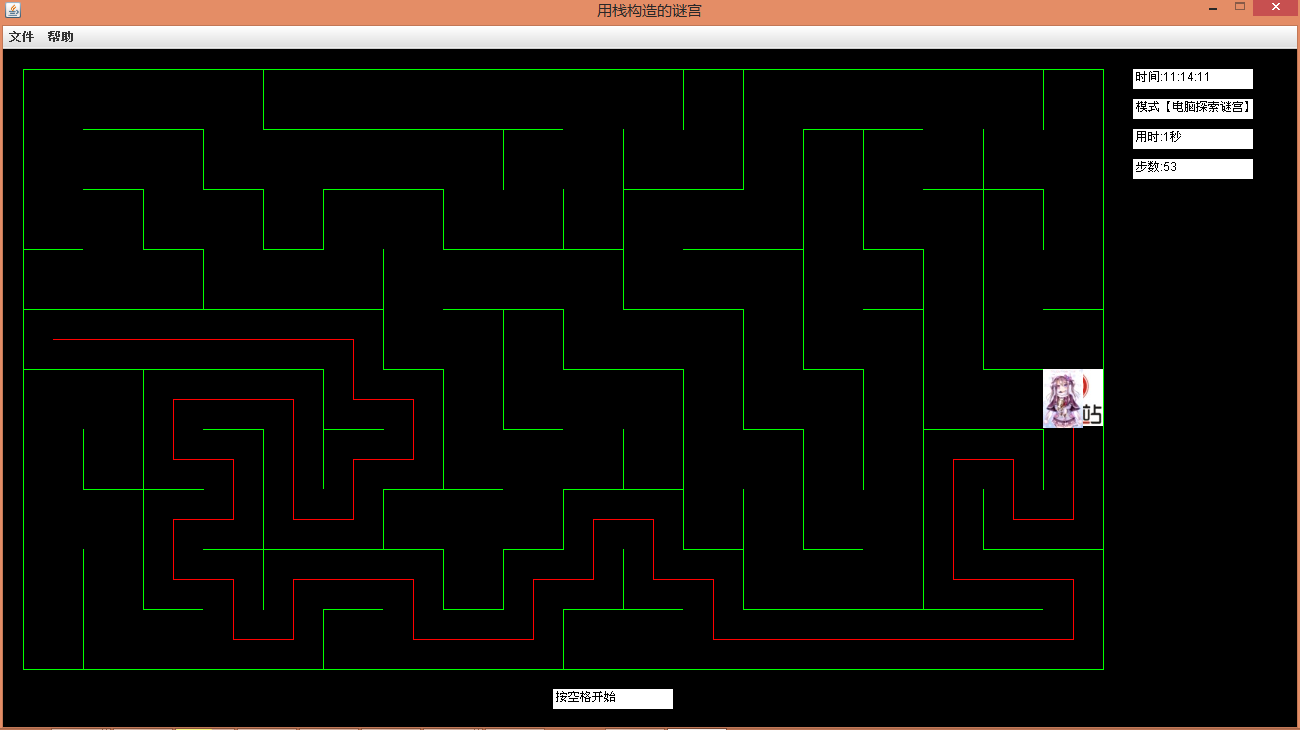 用栈构造的谜宫
文件 帮助
时间:11:14:11
模式【电脑探索谜宫】
用时:1秒
步数:53
站
按空格开始